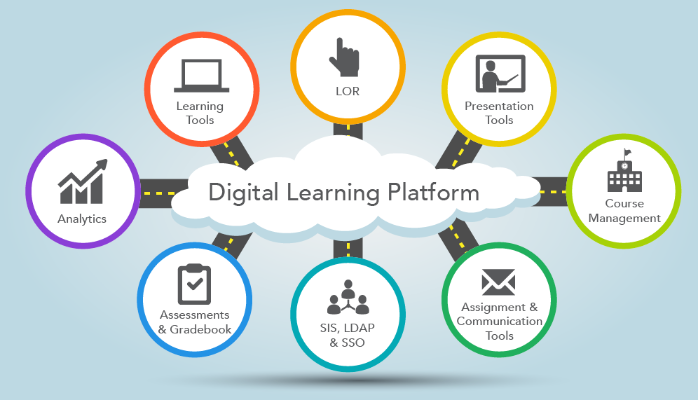 LOR
Learning
Tools
Presentation
Tools
Analytics
Digital Learning Platform
Course
Management
Assessments
& Gradebook
SIS, LDAP
& SSO
Assignment &
Communication
Tools